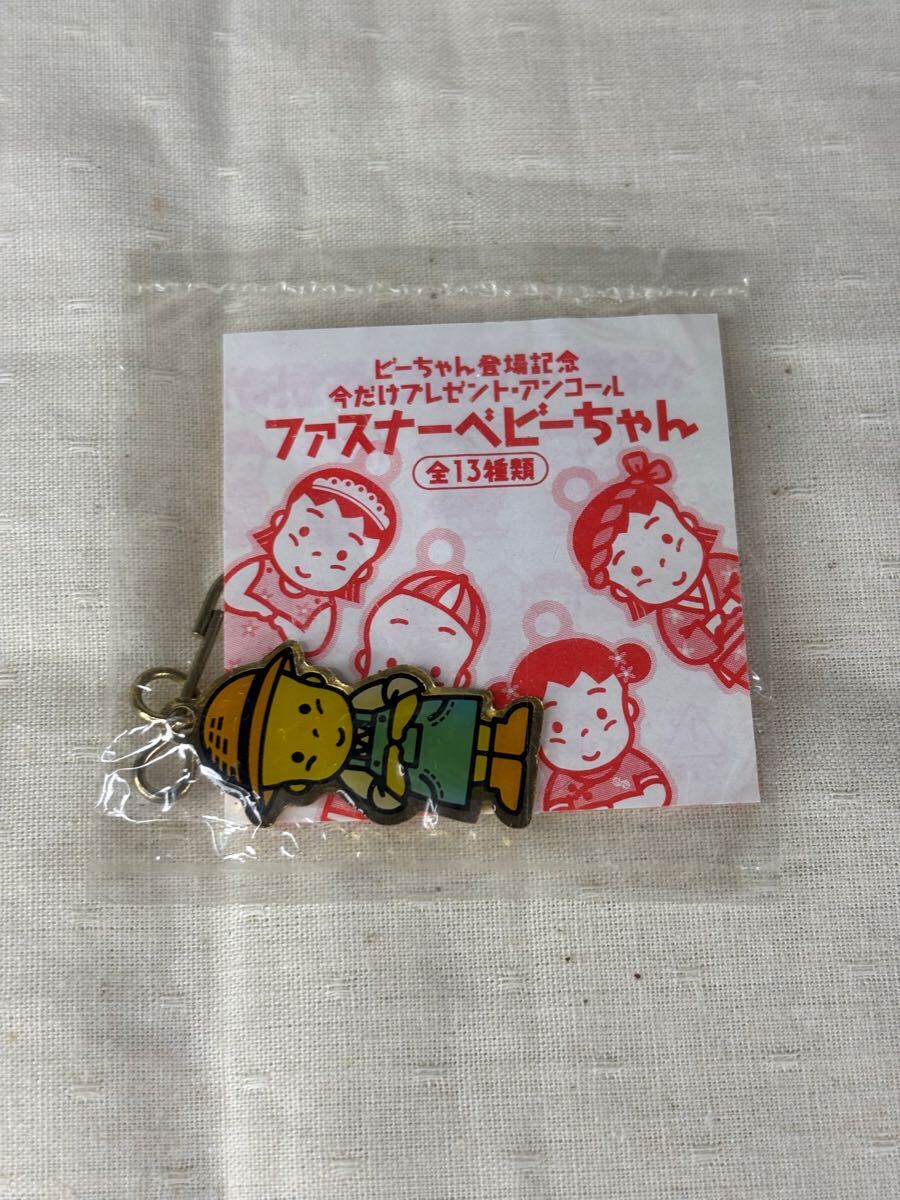 ビーちゃん登場記念
今だけプレゼント・アンコール
ファスナーベビーちゃん
全13種類